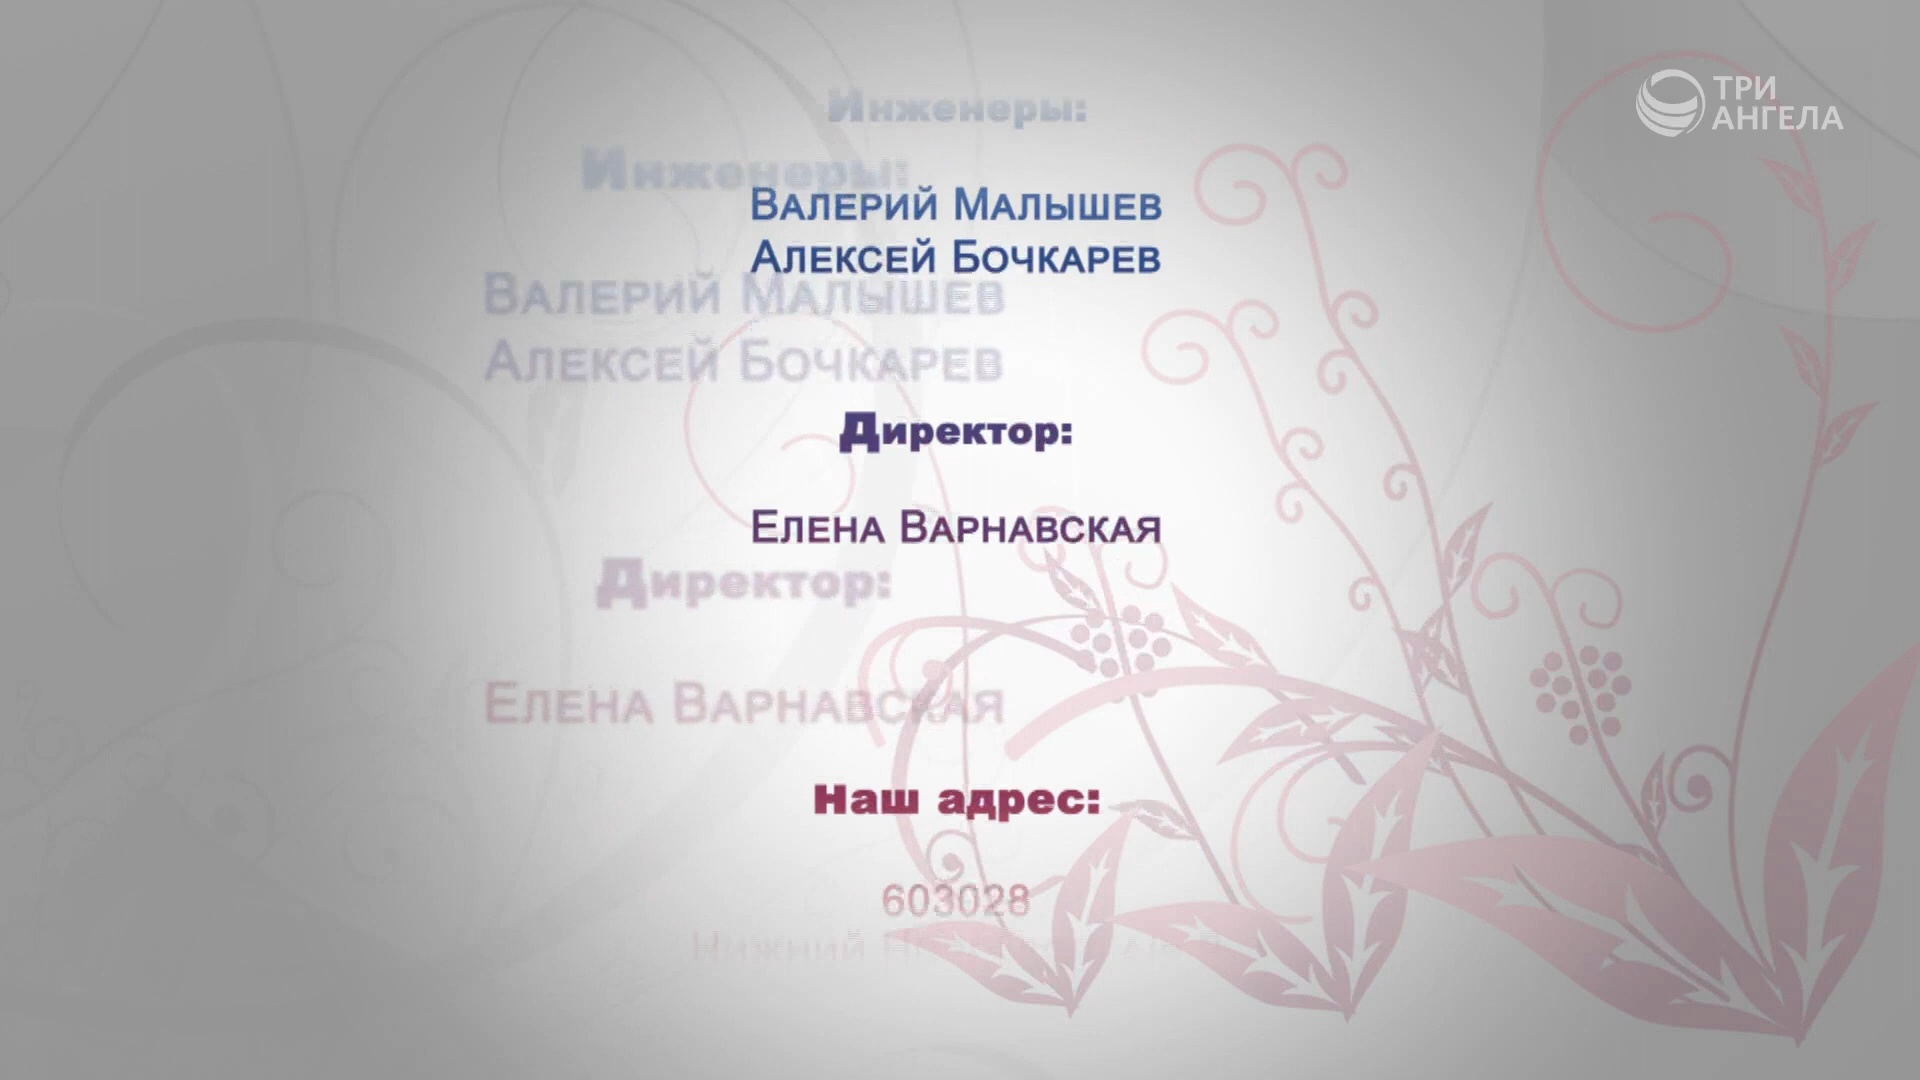 ТРИ
АНГЕЛА
Инженеры:
Инженеры:
Валерий Малышев
Алексей Бочкарев
Валерий Малышев
Алексей Бочкарев
Директор:
Елена Варнавская
Директор:
Елена Варнавская
Наш адрес:
603028
Нижний